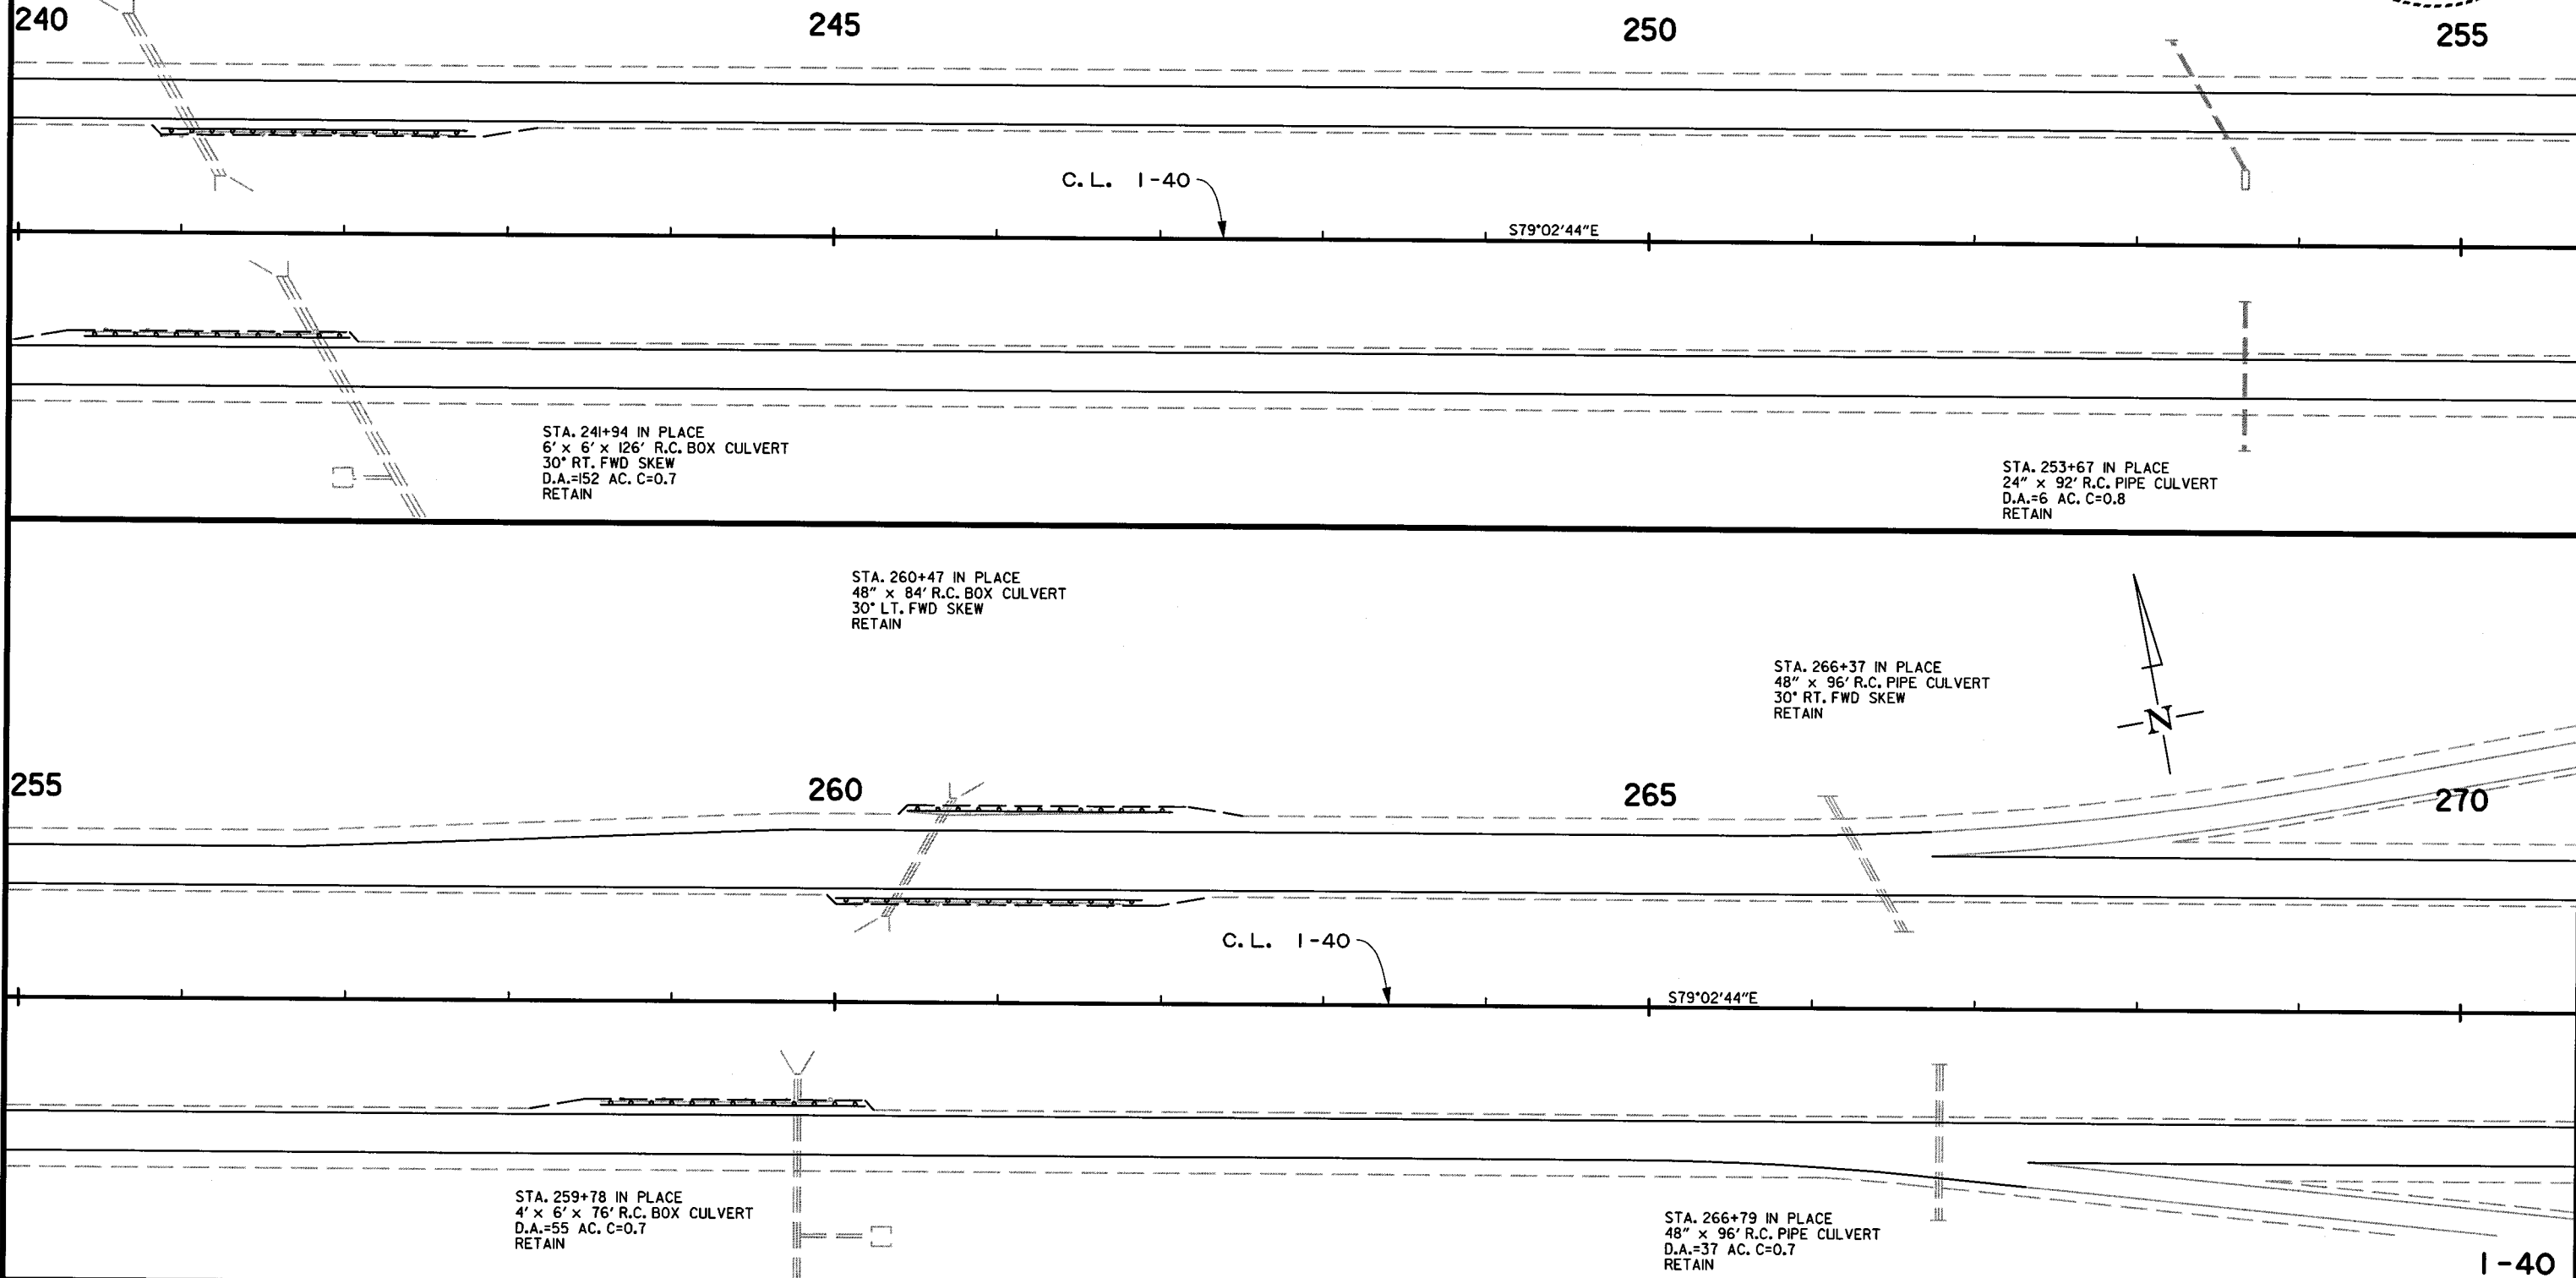 240
245
250
255
C.L. I-40
S79°02'44"E
STA. 241+94 IN PLACE
6' x 6' x 126' R.C. BOX CULVERT
30° RT. FWD SKEW
D.A.=152 AC. C=0.7
RETAIN
STA. 253+67 IN PLACE
24" x 92' R.C. PIPE CULVERT
D.A.=6 AC. C=0.8
RETAIN
STA. 260+47 IN PLACE
48" x 84' R.C. BOX CULVERT
30° LT. FWD SKEW
RETAIN
STA. 266+37 IN PLACE
48" x 96' R.C. PIPE CULVERT
30° RT. FWD SKEW
RETAIN
N
255
260
265
270
C.L. I-40
S79°02'44"E
STA. 259+78 IN PLACE
4' x 6' x 76' R.C. BOX CULVERT
D.A.=55 AC. C=0.7
RETAIN
STA. 266+79 IN PLACE
48" x 96' R.C. PIPE CULVERT
D.A.=37 AC. C=0.7
RETAIN
I-40